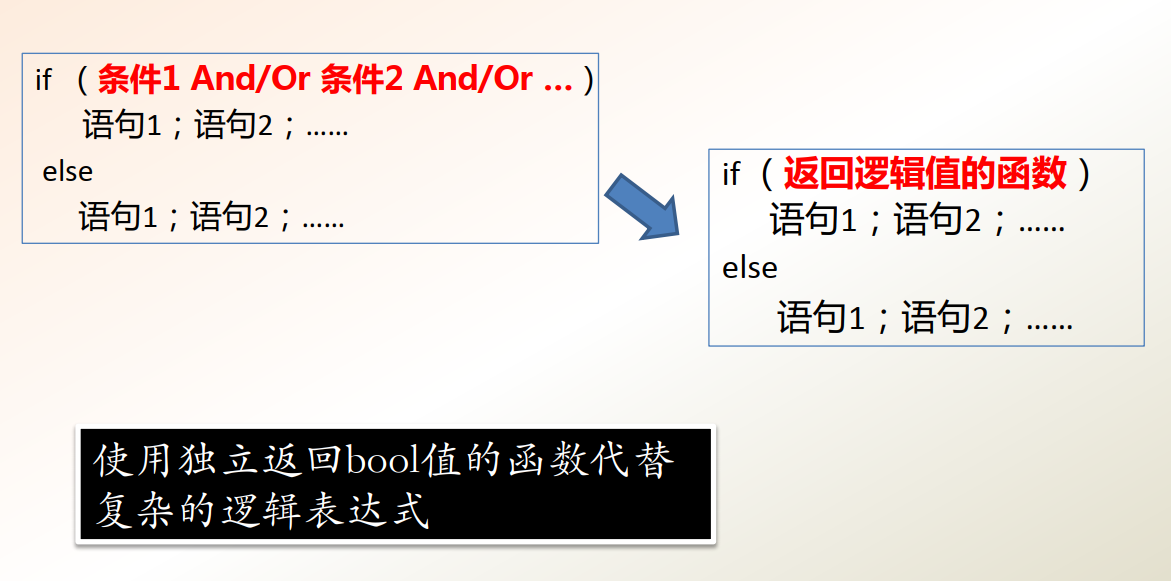 if （条件1 And/Or 条件2 And/Or …）
语句1；语句2；……
else
语句1；语句2；……
if （返回逻辑值的函数）
语句1；语句2；……
else
语句1；语句2；……
使用独立返回bool值的函数代替
复杂的逻辑表达式